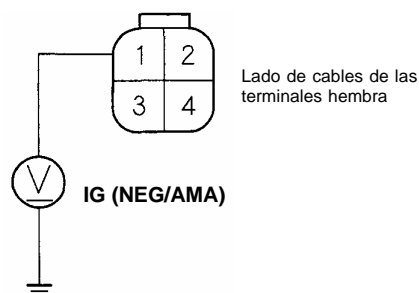 1 2
3 4
Lado de cables de las
terminales hembra
V
IG (NEG/AMA)